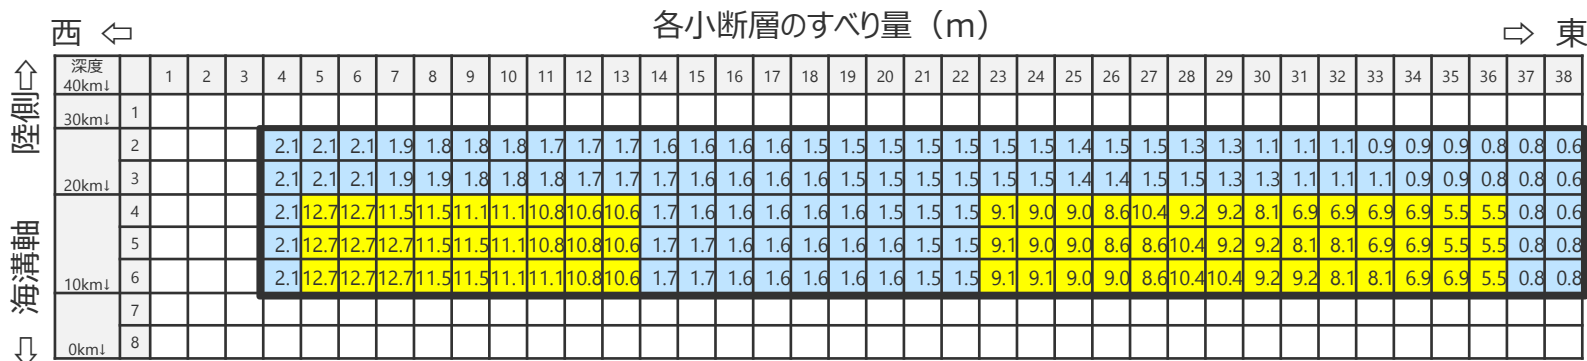 各小断層のすべり量（m）
西 ⇦ ⇨ 東
⇧ 陸側 海溝軸 ⇩
深度
40km↓ 1 2 3 4 5 6 7 8 9 10 11 12 13 14 15 16 17 18 19 20 21 22 23 24 25 26 27 28 29 30 31 32 33 34 35 36 37 38
30km↓ 1
2 2.1 2.1 2.1 1.9 1.8 1.8 1.8 1.7 1.7 1.7 1.6 1.6 1.6 1.6 1.5 1.5 1.5 1.5 1.5 1.5 1.5 1.4 1.5 1.5 1.3 1.3 1.1 1.1 1.1 0.9 0.9 0.9 0.8 0.8 0.6
20km↓ 3 2.1 2.1 2.1 1.9 1.9 1.8 1.8 1.8 1.7 1.7 1.7 1.6 1.6 1.6 1.6 1.5 1.5 1.5 1.5 1.5 1.5 1.4 1.4 1.5 1.5 1.3 1.3 1.1 1.1 1.1 0.9 0.9 0.8 0.8 0.6
4 2.1 12.7 12.7 11.5 11.5 11.1 11.1 10.8 10.6 10.6 1.7 1.6 1.6 1.6 1.6 1.5 1.5 1.5 1.5 9.1 9.0 9.0 8.6 10.4 9.2 9.2 8.1 6.9 6.9 6.9 6.9 5.5 5.5 0.8 0.6
5 2.1 12.7 12.7 12.7 11.5 11.5 11.1 10.8 10.8 10.6 1.7 1.7 1.6 1.6 1.6 1.6 1.6 1.5 1.5 9.1 9.0 9.0 8.6 8.6 10.4 9.2 9.2 8.1 8.1 6.9 6.9 5.5 5.5 0.8 0.8
10km↓ 6 2.1 12.7 12.7 12.7 11.5 11.5 11.1 11.1 10.8 10.6 1.7 1.7 1.6 1.6 1.6 1.6 1.6 1.5 1.5 9.1 9.1 9.0 9.0 8.6 10.4 10.4 9.2 9.2 8.1 8.1 6.9 6.9 5.5 0.8 0.8
7
0km↓ 8